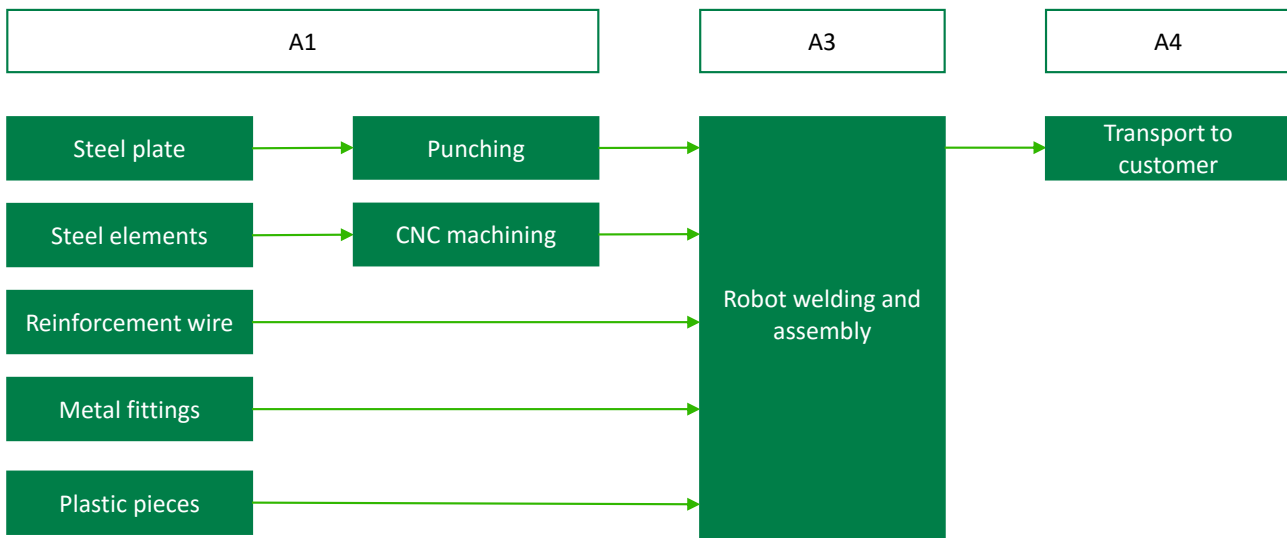 A1
A3
A4
Steel plate
Punching
Transport to
customer
Steel elements
CNC machining
Robot welding and
assembly
Reinforcement wire
Metal fittings
Plastic pieces